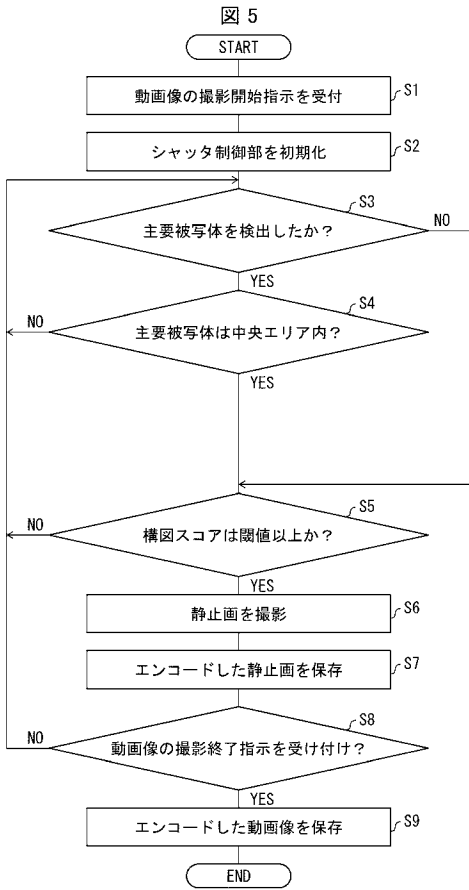 図 5
START
動画像の撮影開始指示を受付
S1
シャッタ制御部を初期化
S2
S3
主要被写体を検出したか？
NO
YES
S4
NO
主要被写体は中央エリア内？
YES
S5
NO
構図スコアは閾値以上か？
YES
静止画を撮影
S6
エンコードした静止画を保存
S7
S8
NO
動画像の撮影終了指示を受け付け？
YES
エンコードした動画像を保存
S9
END